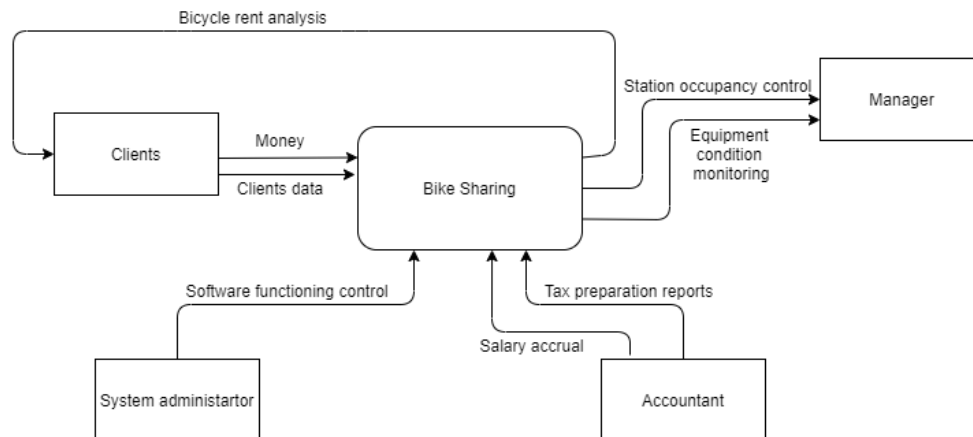 Bicycle rent analysis
Station occupancy control
Manager
Clients
Money
Clients data
Bike Sharing
Equipment
condition
monitoring
Software functioning control
Tax preparation reports
Salary accrual
System administartor
Accountant